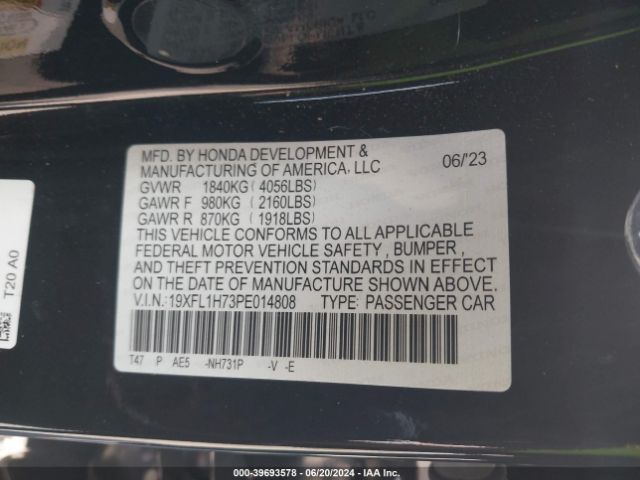 MFD. BY HONDA DEVELOPMENT &
MANUFACTURING OF AMERICA, LLC 06/'23
GVWR 1840KG ( 4056LBS)
GAWR F 980KG ( 2160LBS)
GAWR R 870KG ( 1918LBS)
THIS VEHICLE CONFORMS TO ALL APPLICABLE
FEDERAL MOTOR VEHICLE SAFETY , BUMPER ,
AND THEFT PREVENTION STANDARDS IN EFFECT
ON THE DATE OF MANUFACTURE SHOWN ABOVE.
V.I.N.:19XFL1H73PE014808 TYPE: PASSENGER CAR
T47 P AE5 -NH731P -V -E
T20 A0
000-39693578 - 06/20/2024 - IAA Inc.